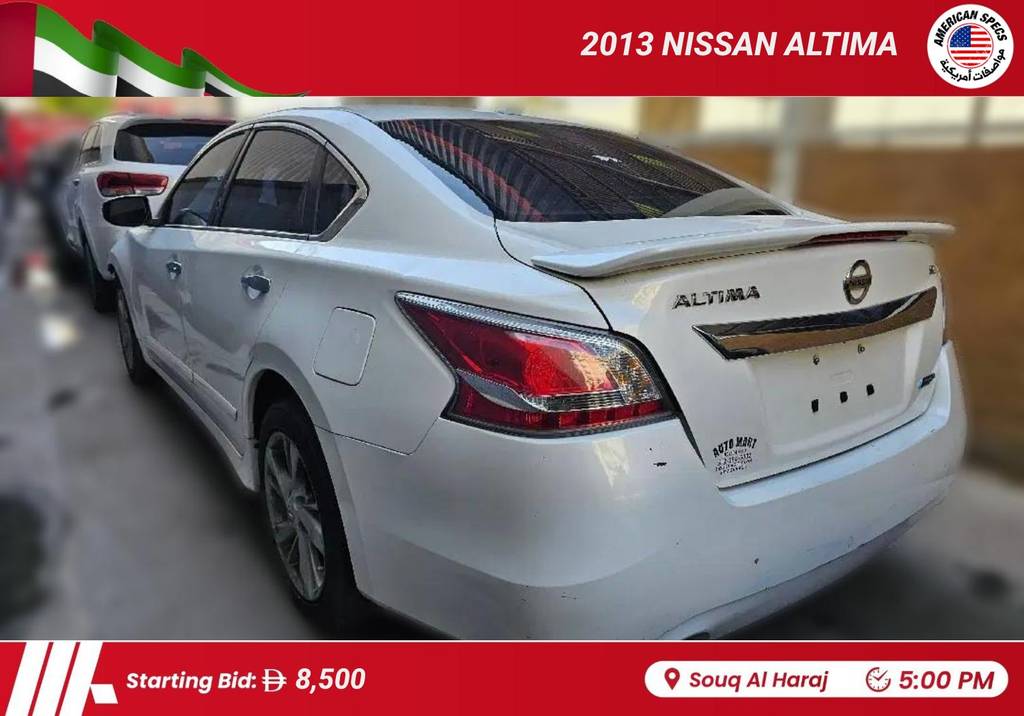 2013 NISSAN ALTIMA
AMERICAN SPECS
مواصفات أمريكية
ALTIMA
NISSAN
AUTO MART
Starting Bid: 8,500
Souq Al Haraj
5:00 PM